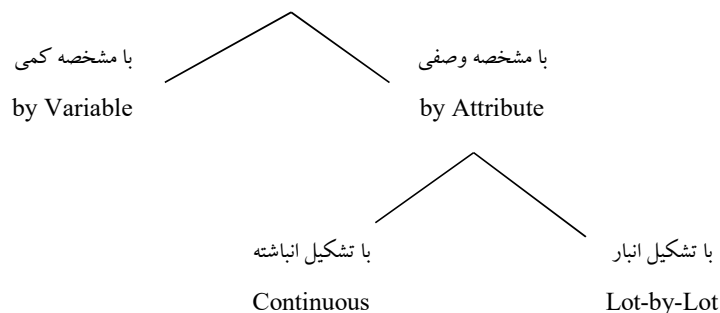 با مشخصه کمی
با مشخصه وصفی
by Variable
by Attribute
با تشکیل انباشته
با تشکیل انبار
Continuous
Lot-by-Lot